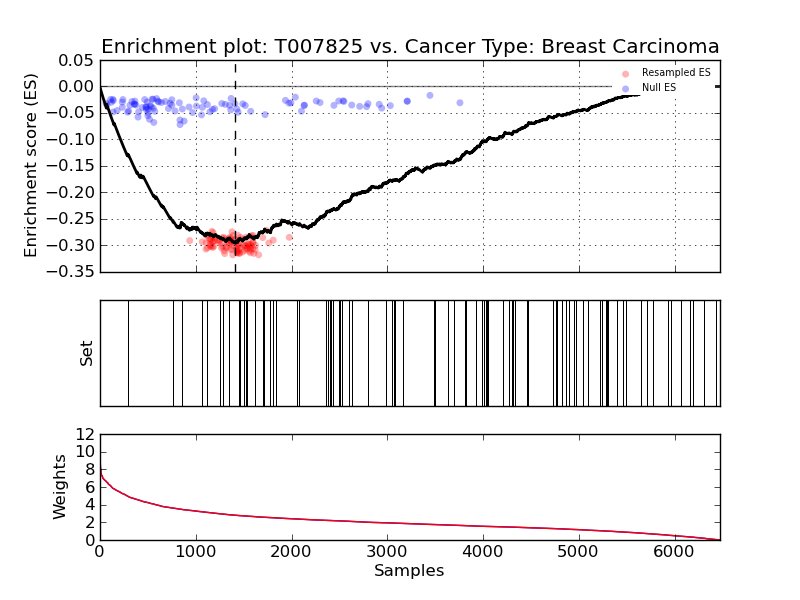 Enrichment plot: T007825 vs. Cancer Type: Breast Carcinoma
Enrichment score (ES)
0.05
0.00
−0.05
−0.10
−0.15
−0.20
−0.25
−0.30
−0.35
Resampled ES
Null ES
Set
Weights
12
10
8
6
4
2
0
0 1000 2000 3000 4000 5000 6000
Samples